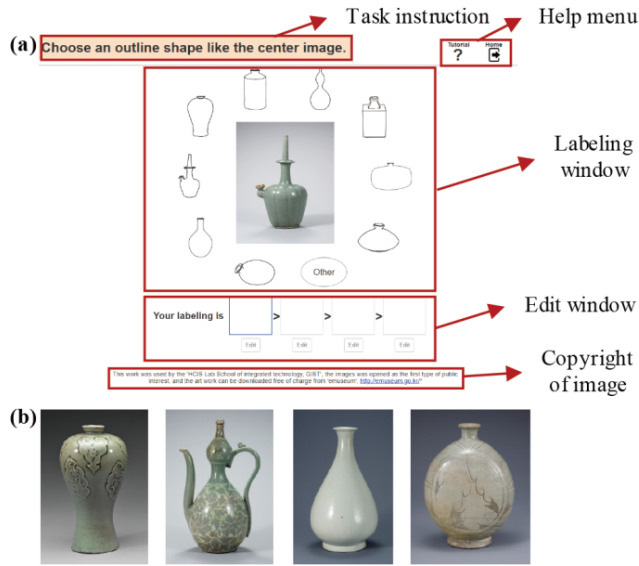 Task instruction
Help menu
(a)
Choose an outline shape like the center image.
Tutorial
?
Home
Labeling
window
Other
Your labeling is
>
>
>
Edit
Edit
Edit
Edit
Edit window
This work was used by the 'HCIS Lab School of integrated technology, GIST', the images was opened as the first type of public
interest, and the art work can be downloaded free of charge from 'emuseum', http://emuseum.go.kr/"
Copyright
of image
(b)